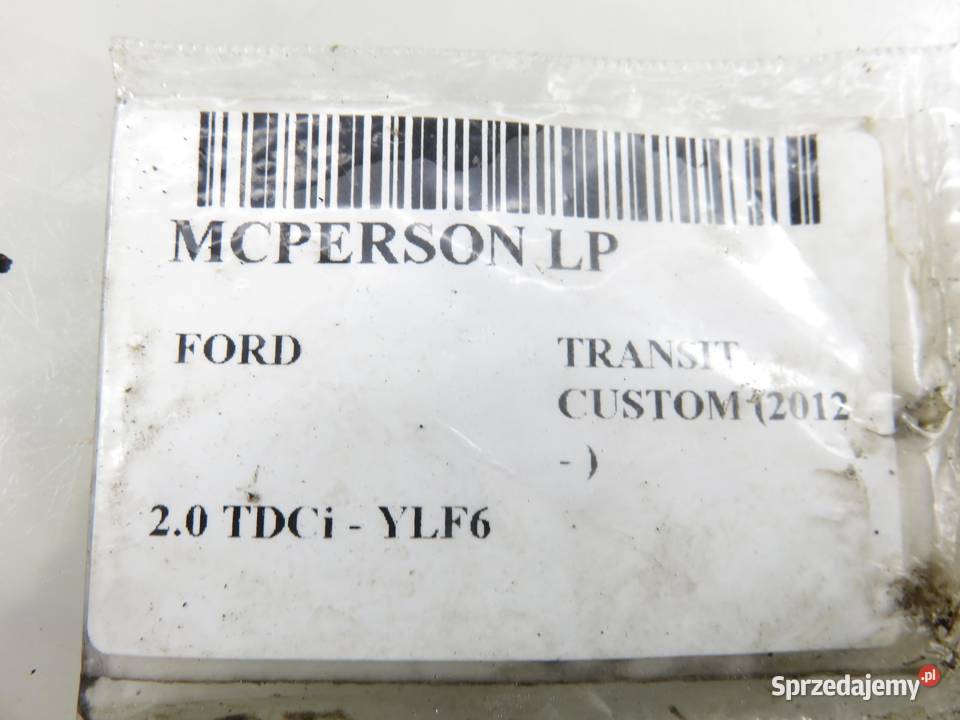 MCPERSON LP
FORD
TRANSIT
CUSTOM (2012
- )
2.0 TDCi - YLF6
Sprzedajemy.pl